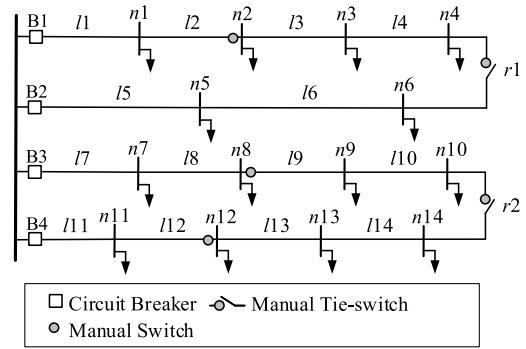 B1 l1 n1 l2 n2 l3 n3 l4 n4
r1
B2 l5 n5 l6 n6
B3 l7 n7 l8 n8 l9 n9 l10 n10
r2
B4 l11 n11 l12 n12 l13 n13 l14 n14
Circuit Breaker Manual Tie-switch
Manual Switch